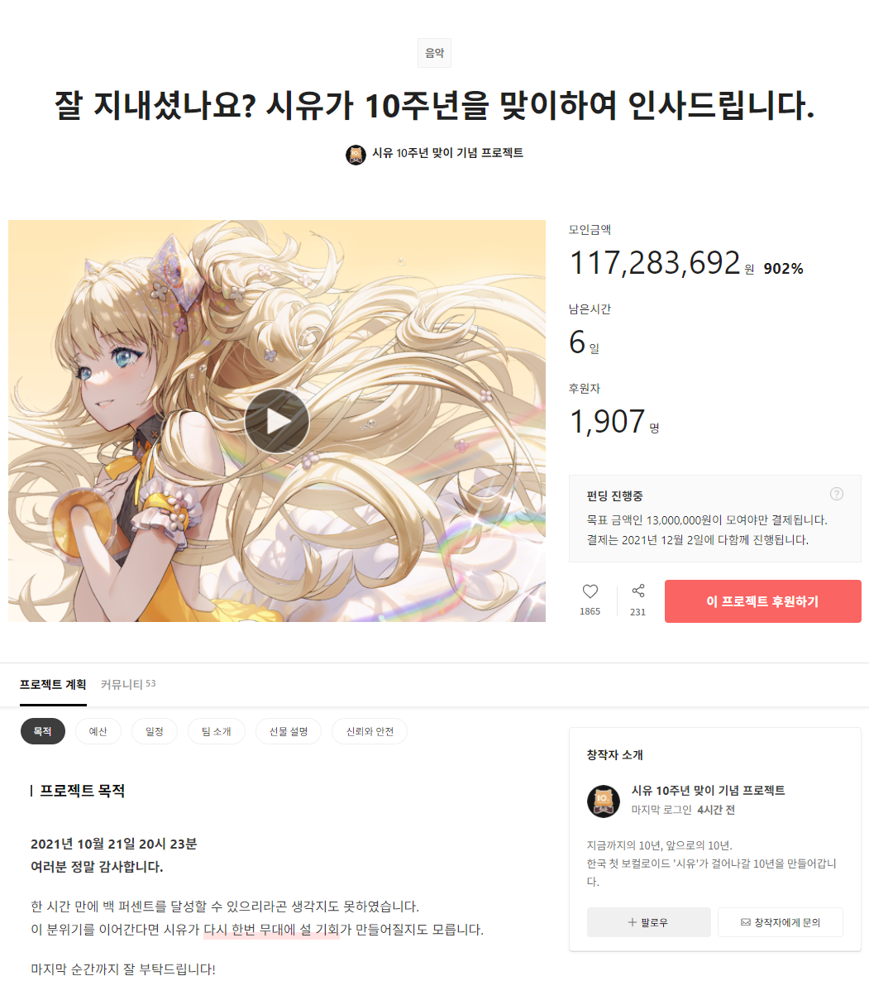 음악
잘 지내셨나요? 시유가 10주년을 맞이하여 인사드립니다.
시유 10주년 맞이 기념 프로젝트
모인금액
117,283,692 원 902%
남은시간
6 일
후원자
1,907 명
펀딩 진행중
목표 금액인 13,000,000원이 모여야만 결제됩니다.
결제는 2021년 12월 2일에 다함께 진행됩니다.
1865
231
이 프로젝트 후원하기
프로젝트 계획 커뮤니티 53
목적 예산 일정 팀 소개 선물 설명 신뢰와 안전
프로젝트 목적
2021년 10월 21일 20시 23분
여러분 정말 감사합니다.
한 시간 만에 백 퍼센트를 달성할 수 있으리라곤 생각지도 못하였습니다.
이 분위기를 이어간다면 시유가 다시 한번 무대에 설 기회가 만들어질지도 모릅니다.
마지막 순간까지 잘 부탁드립니다!
창작자 소개
시유 10주년 맞이 기념 프로젝트
마지막 로그인 4시간 전
지금까지의 10년, 앞으로의 10년.
한국 첫 보컬로이드 '시유'가 걸어나갈 10년을 만들어갑니
다.
팔로우
창작자에게 문의